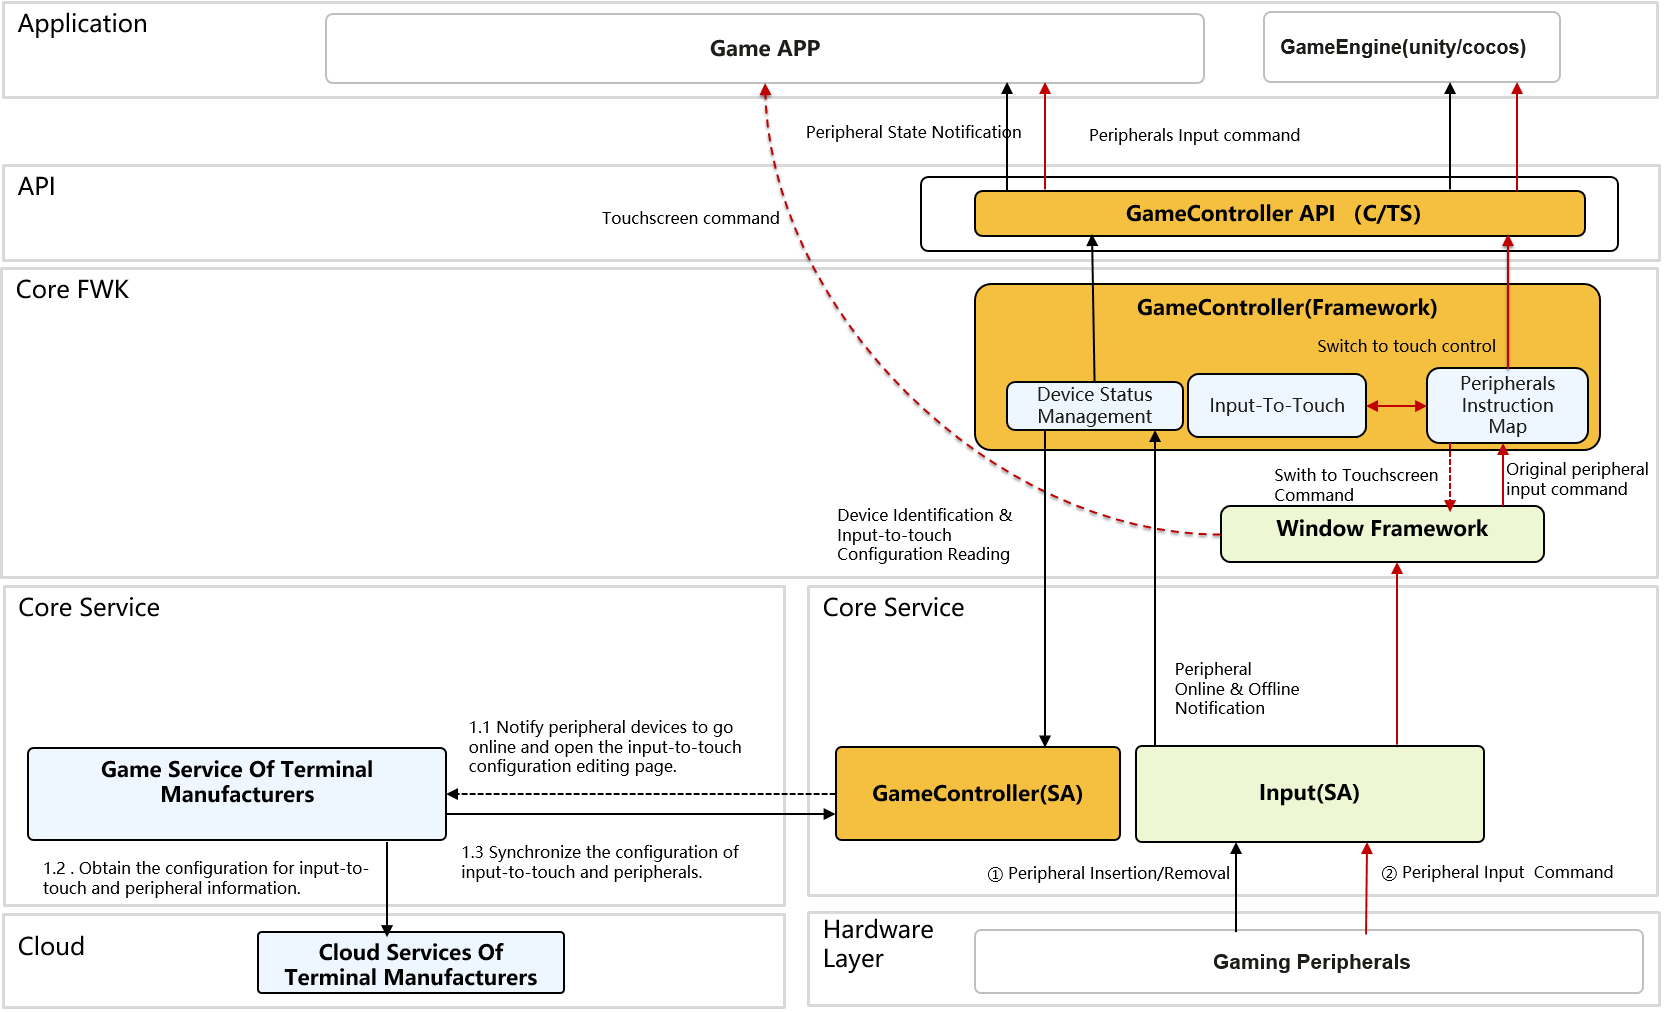 Application
Game APP
GameEngine(unity/cocos)
Peripheral State Notification
Peripherals Input command
API
GameController API (C/TS)
Touchscreen command
Core FWK
GameController(Framework)
Switch to touch control
Device Status
Management
Input-To-Touch
Peripherals
Instruction
Map
Swith to Touchscreen
Command
Original peripheral
input command
Window Framework
Device Identification &
Input-to-touch
Configuration Reading
Core Service
Core Service
Peripheral
Online & Offline
Notification
1.1 Notify peripheral devices to go
online and open the input-to-touch
configuration editing page.
Game Service Of Terminal
Manufacturers
GameController(SA)
Input(SA)
1.3 Synchronize the configuration of
input-to-touch and peripherals.
1.2 . Obtain the configuration for input-to-
touch and peripheral information.
① Peripheral Insertion/Removal
② Peripheral Input Command
Cloud
Cloud Services Of
Terminal Manufacturers
Hardware
Layer
Gaming Peripherals